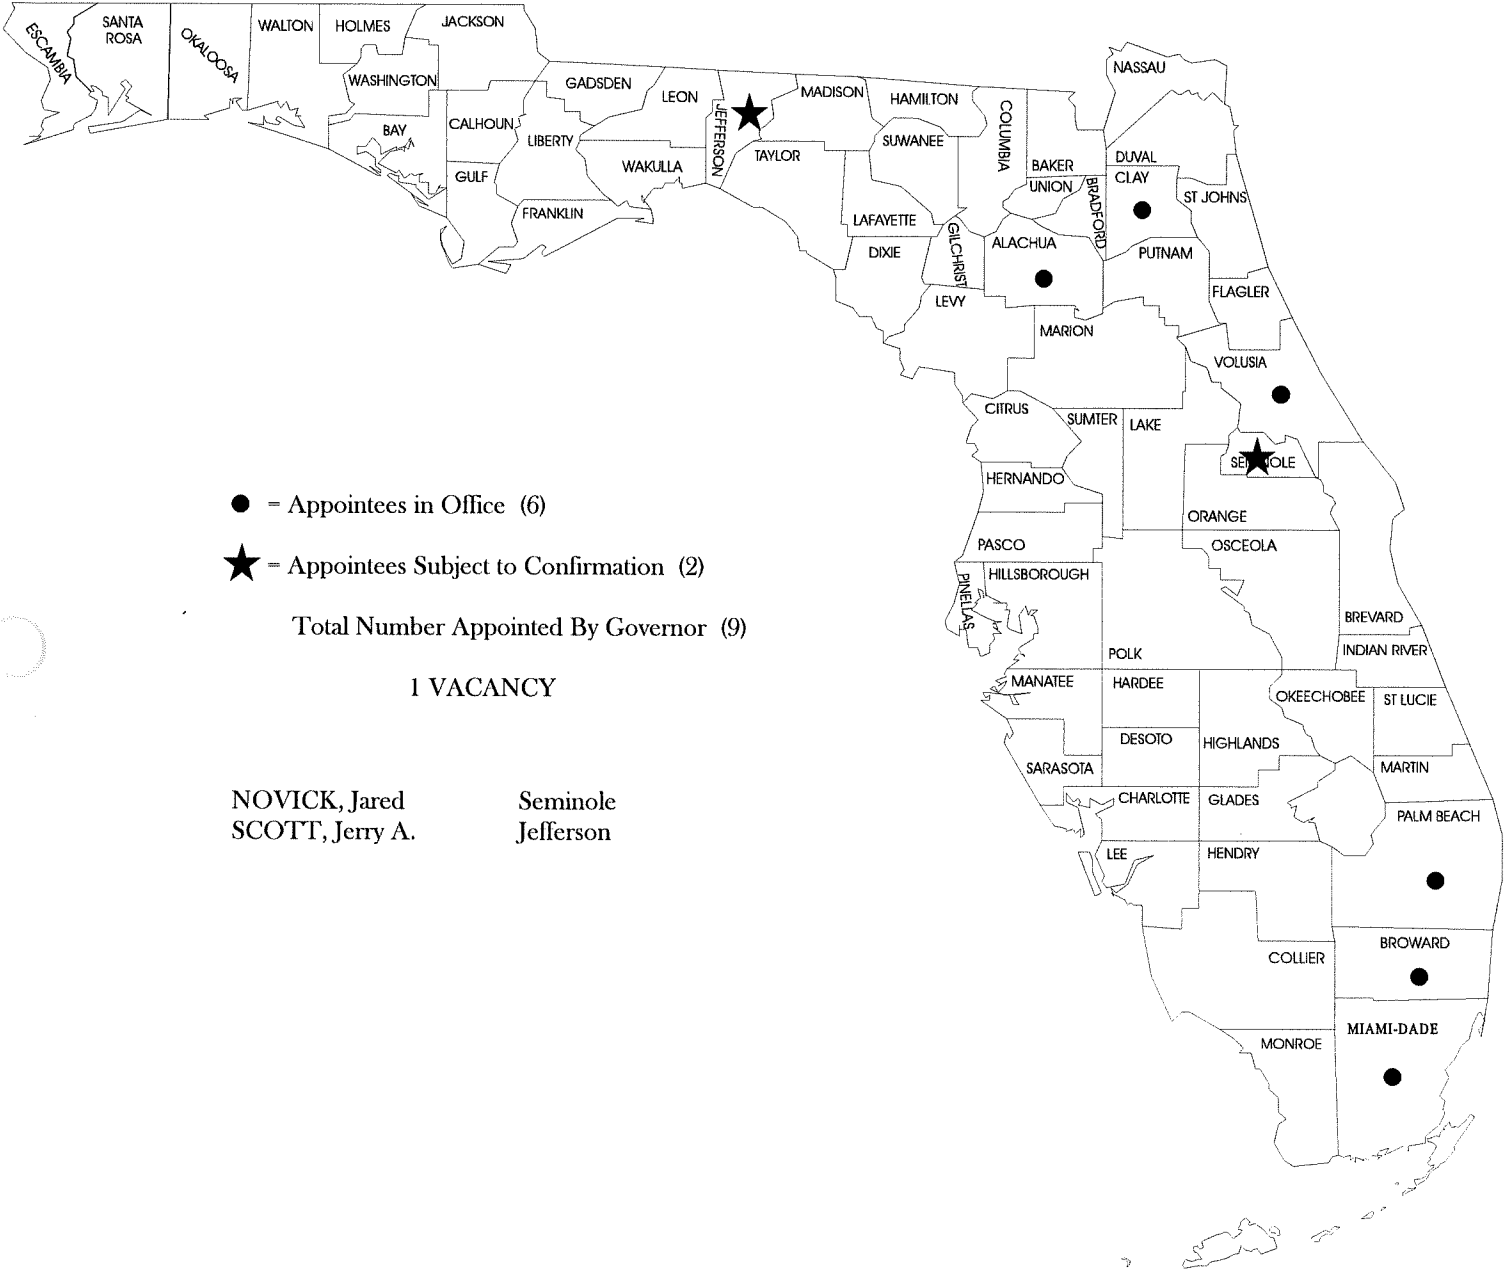 ESCAMBIA
SANTA
ROSA
OKALOOSA
WALTON
HOLMES
JACKSON
WASHINGTON
BAY
CALHOUN
GULF
LIBERTY
GADSDEN
FRANKLIN
LEON
WAKULLA
JEFFERSON
MADISON
TAYLOR
HAMILTON
SUWANEE
LAFAYETTE
DIXIE
COLUMBIA
GILCHRIST
LEVY
BAKER
UNION
BRADFORD
ALACHUA
NASSAU
DUVAL
CLAY
ST JOHNS
PUTNAM
FLAGLER
MARION
VOLUSIA
CITRUS
SUMTER
LAKE
SEMINOLE
HERNANDO
ORANGE
PASCO
OSCEOLA
HILLSBOROUGH
PINELLAS
BREVARD
INDIAN RIVER
POLK
MANATEE
HARDEE
OKEECHOBEE
ST LUCIE
DESOTO
HIGHLANDS
SARASOTA
MARTIN
CHARLOTTE
GLADES
PALM BEACH
LEE
HENDRY
BROWARD
COLLIER
MIAMI-DADE
MONROE
= Appointees in Office (6)
= Appointees Subject to Confirmation (2)
Total Number Appointed By Governor (9)
1 VACANCY
NOVICK, Jared Seminole
SCOTT, Jerry A. Jefferson